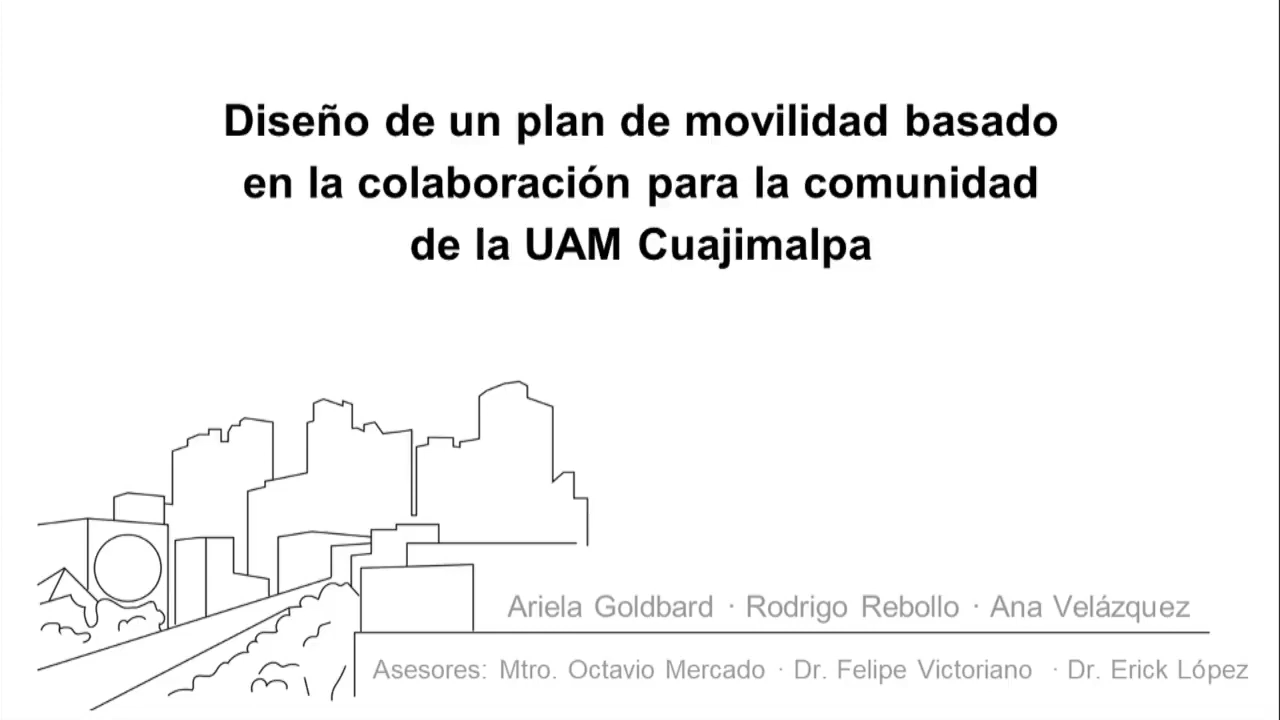 Diseño de un plan de movilidad basado
en la colaboración para la comunidad
de la UAM Cuajimalpa
Ariela Goldbard · Rodrigo Rebollo · Ana Velázquez
Asesores: Mtro. Octavio Mercado · Dr. Felipe Victoriano · Dr. Erick López